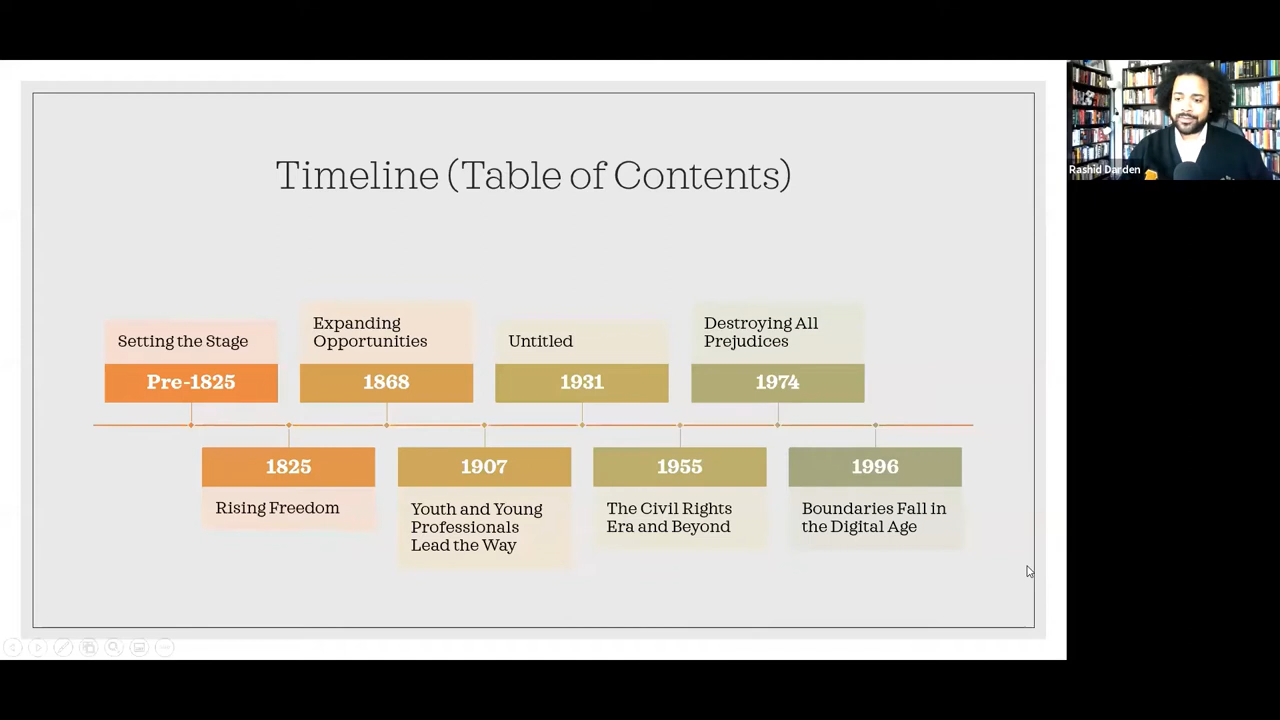 Timeline (Table of Contents)
Rashid Darden
Setting the Stage
Pre-1825
Expanding
Opportunities
1868
Untitled
1931
Destroying All
Prejudices
1974
1825
Rising Freedom
1907
Youth and Young
Professionals
Lead the Way
1955
The Civil Rights
Era and Beyond
1996
Boundaries Fall in
the Digital Age